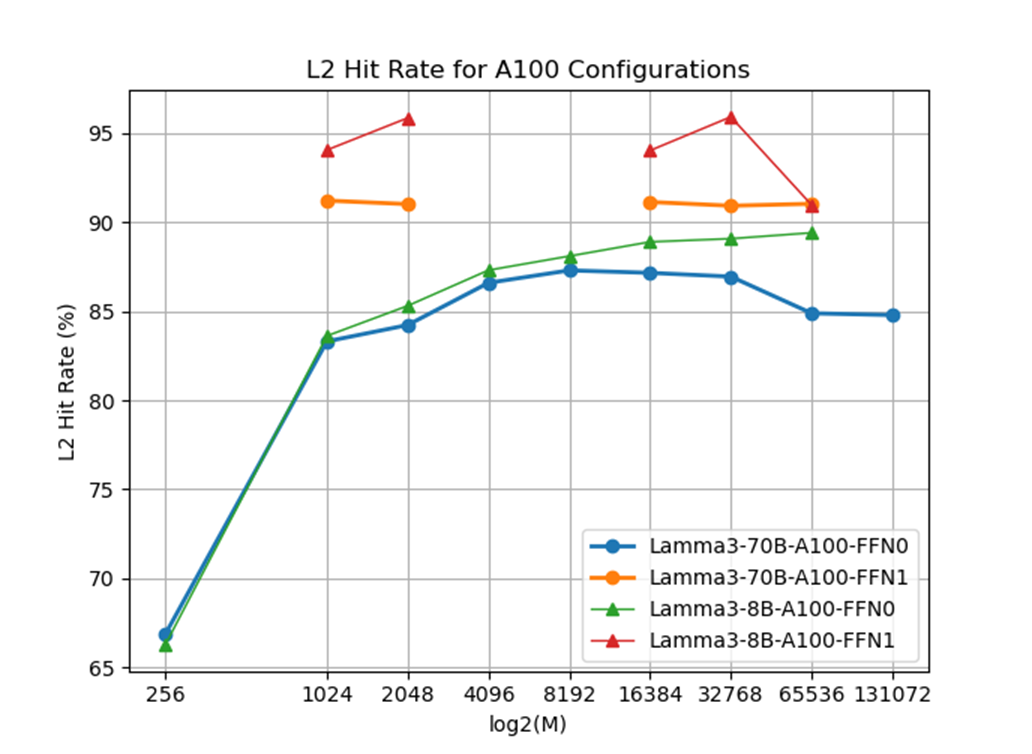 L2 Hit Rate for A100 Configurations
L2 Hit Rate (%)
95
90
85
80
75
70
65
256 1024 2048 4096 8192 16384 32768 65536 131072
log2(M)
Lamma3-70B-A100-FFN0
Lamma3-70B-A100-FFN1
Lamma3-8B-A100-FFN0
Lamma3-8B-A100-FFN1